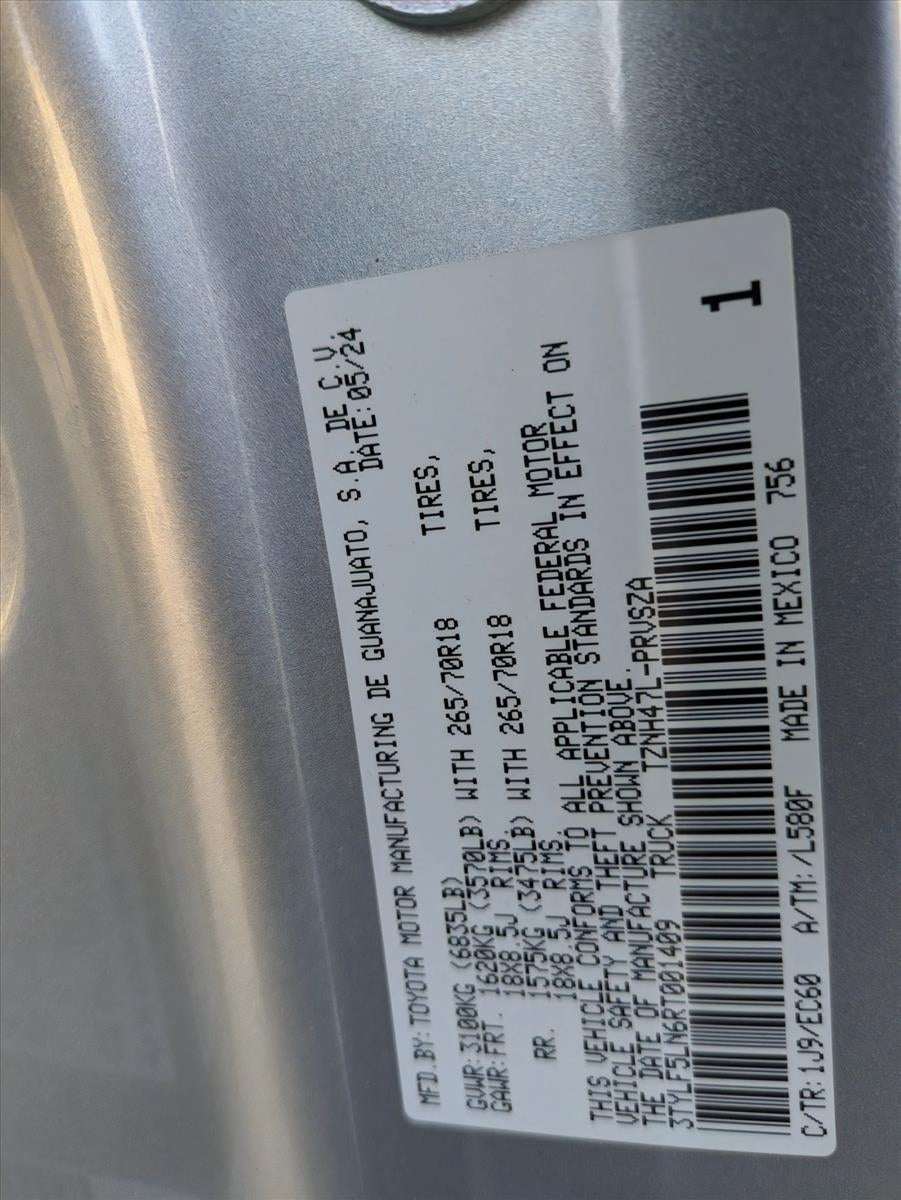 MFD.BY:TOYOTA MOTOR MANUFACTURING DE GUANAJUATO, S.A. DE C.V.
DATE:05/24
GVWR:3100KG (6835LB)
GAWR:FRT. 1620KG (3570LB) WITH 265/70R18 TIRES,
18X8.5J RIMS.
RR. 1575KG (3475LB) WITH 265/70R18 TIRES,
18X8.5J RIMS.
THIS VEHICLE CONFORMS TO ALL APPLICABLE FEDERAL MOTOR
VEHICLE SAFETY AND THEFT PREVENTION STANDARDS IN EFFECT ON
THE DATE OF MANUFACTURE SHOWN ABOVE.
3TYLF5LN6RT001409 TRUCK TZNH47L-PRVSZA
1
C/TR:1J9/EC60 A/TM:/L580F MADE IN MEXICO 756